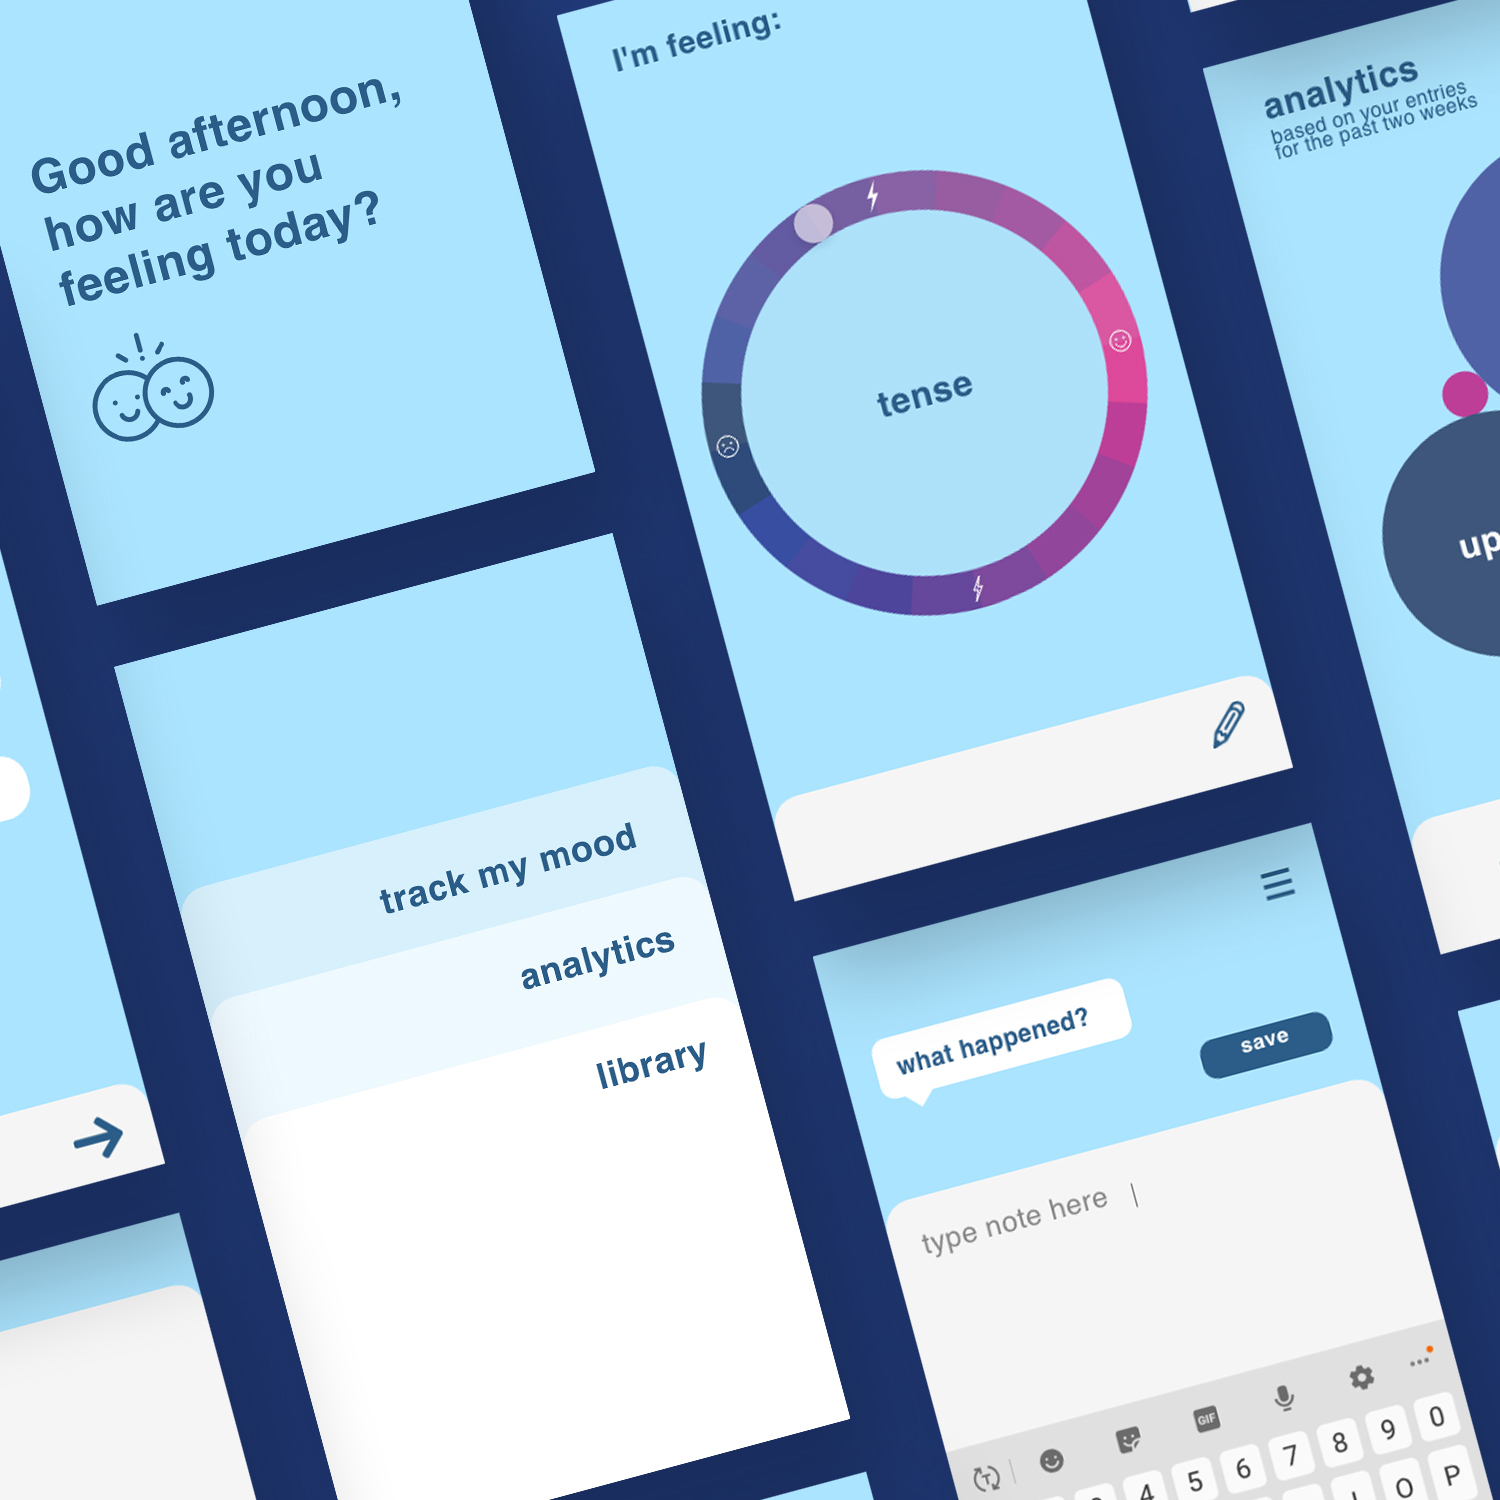 Good afternoon,
how are you
feeling today?
I'm feeling:
tense
analytics
based on your entries
for the past two weeks
track my mood
analytics
library
what happened?
save
type note here
GIF
4 5 6 7 8 9 0
O P